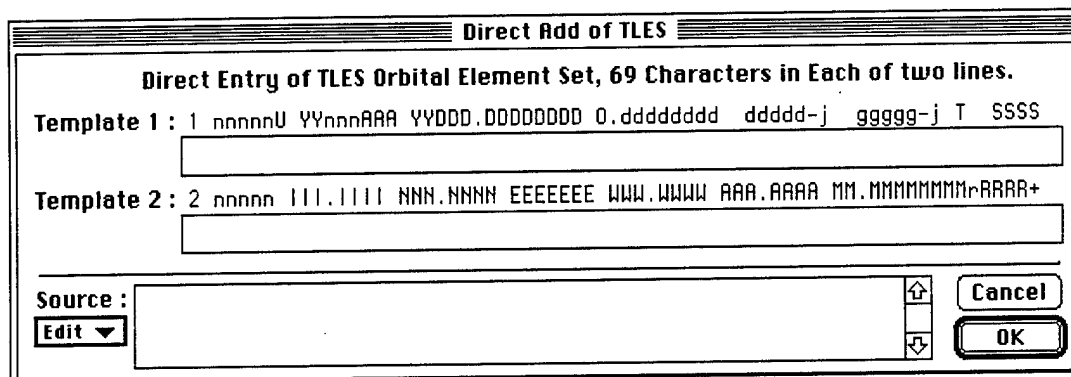 Direct Add of TLES
Direct Entry of TLES Orbital Element Set, 69 Characters in Each of two lines.
Template 1 : 1 nnnnnU YYnnnAAA YYDDD.DDDDDDDD 0.dddddddd ddddd-j ggggg-j T SSSS
Template 2 : 2 nnnnn III.IIII NNN.NNNN EEEEEEE WWW.WWWW AAA.AAAA MM.MMMMMMMMrRRRR+
Source :
Cancel
Edit
OK